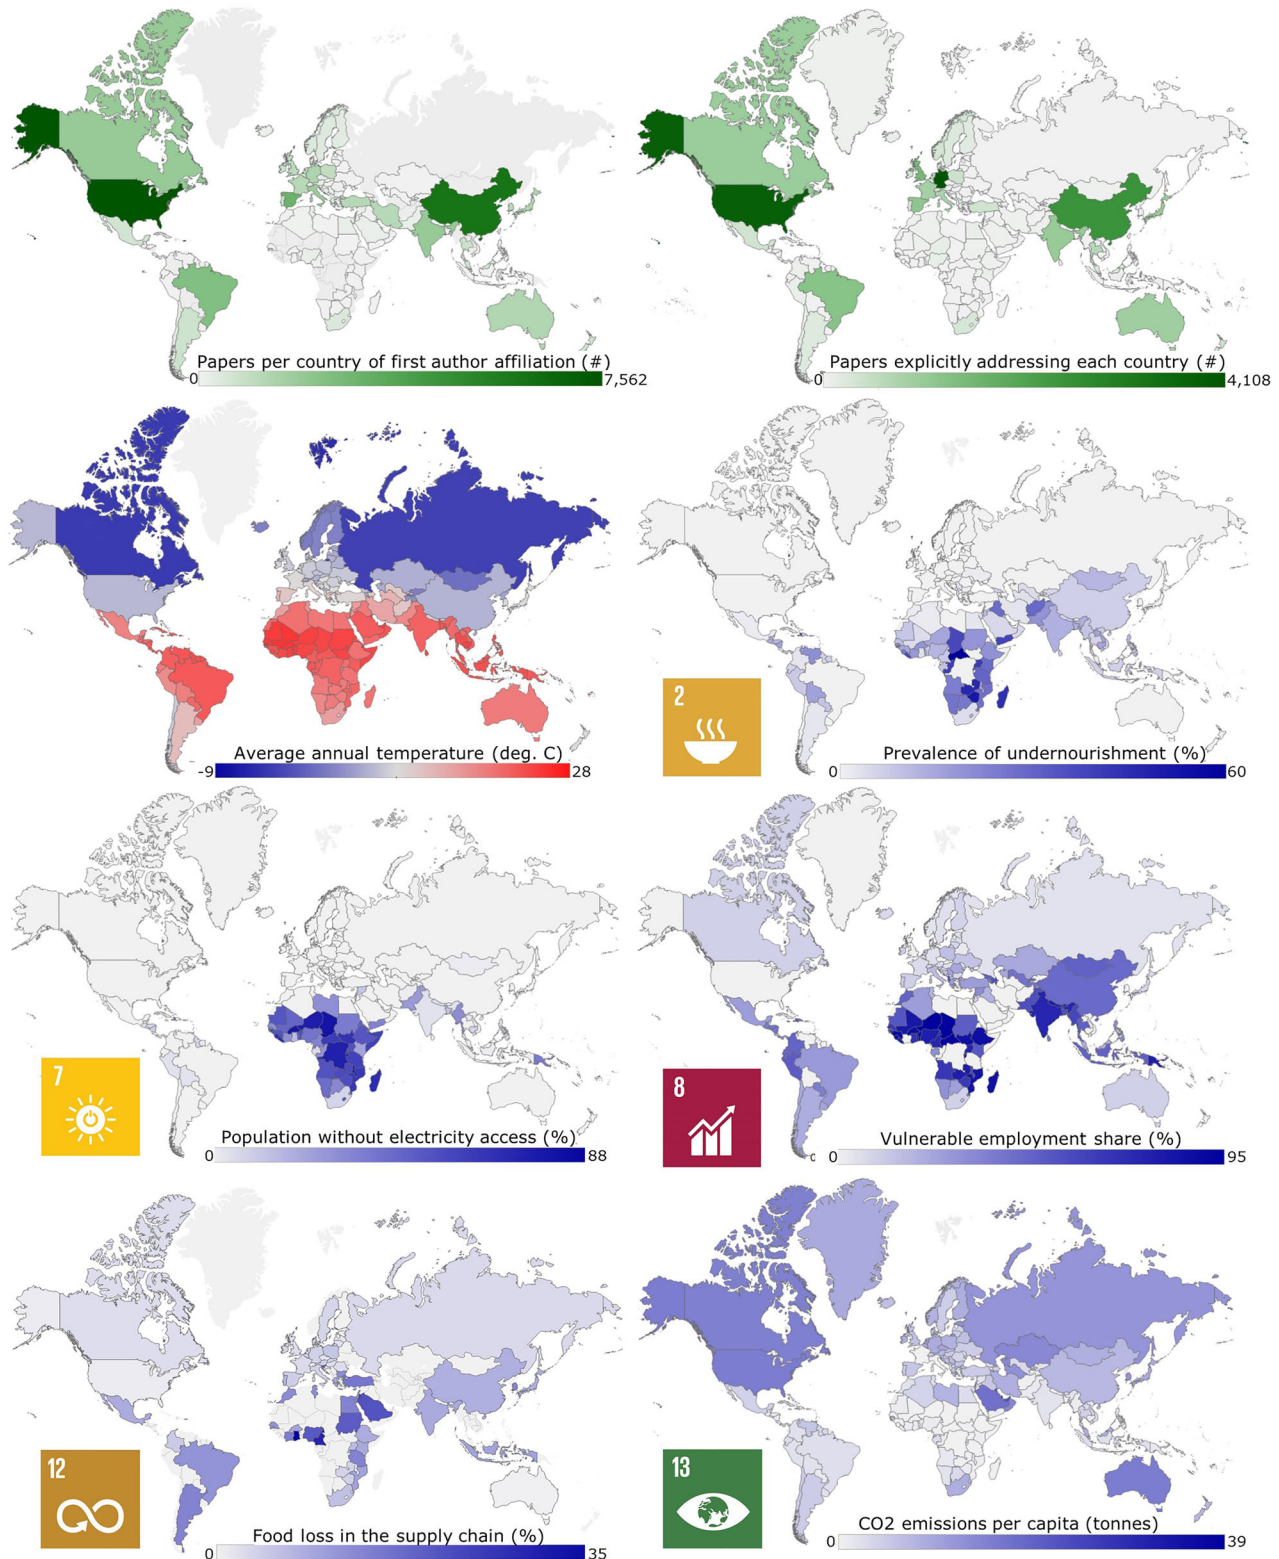 Papers per country of first author affiliation (#)
0 7,562
Papers explicitly addressing each country (#)
0 4,108
Average annual temperature (deg. C)
-9 28
2
Prevalence of undernourishment (%)
0 60
7
Population without electricity access (%)
0 88
8
Vulnerable employment share (%)
0 95
12
Food loss in the supply chain (%)
0 35
13
CO2 emissions per capita (tonnes)
0 39